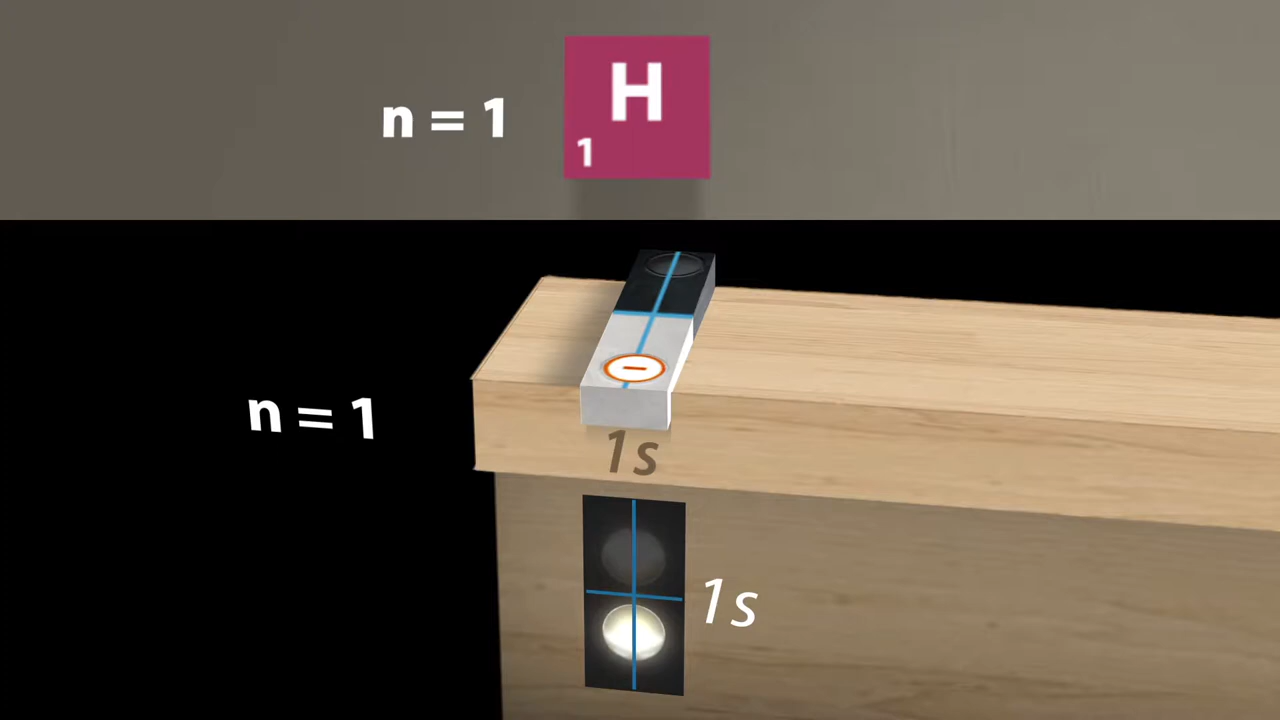 n = 1
H
1
n = 1
1s
1s